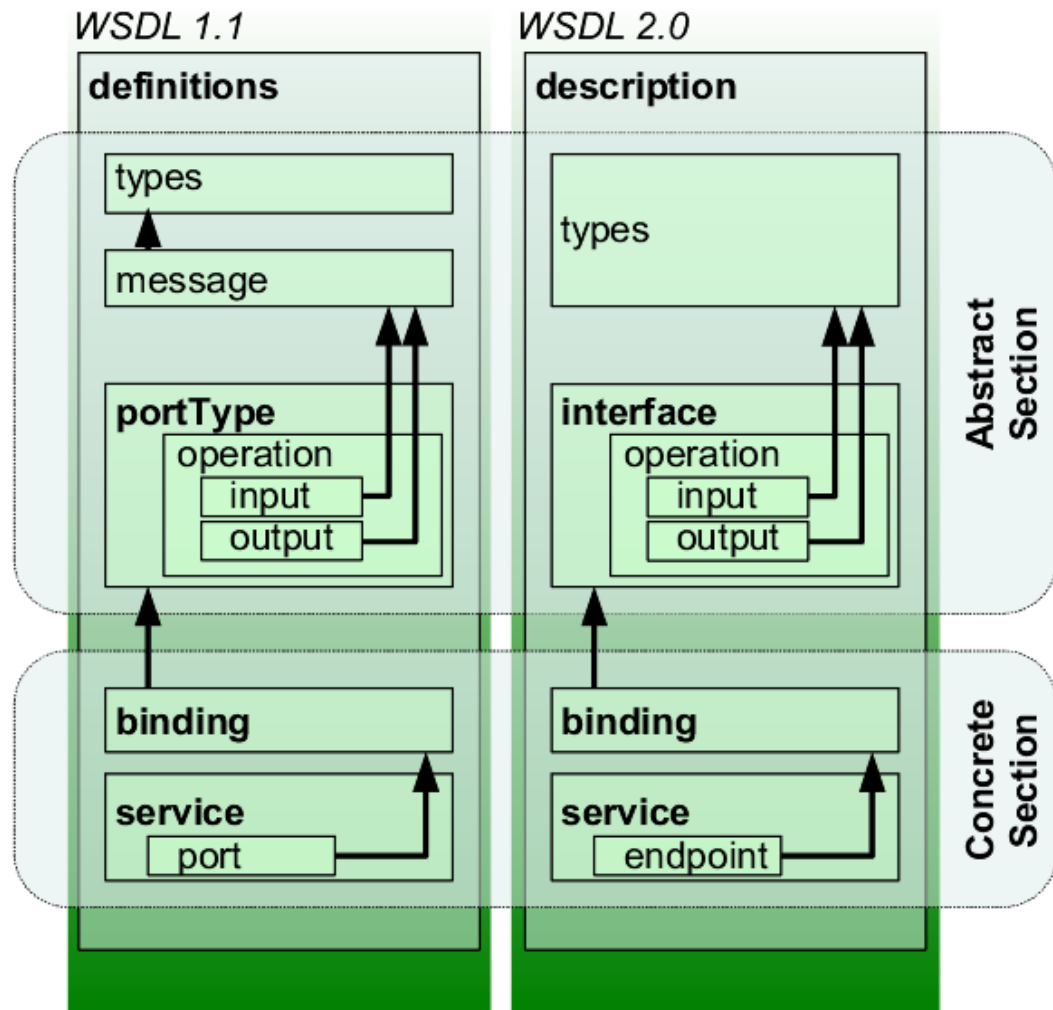 WSDL 1.1
definitions
types
message
portType
operation
input
output
binding
service
port
WSDL 2.0
description
types
interface
operation
input
output
binding
service
endpoint
Abstract
Section
Concrete
Section